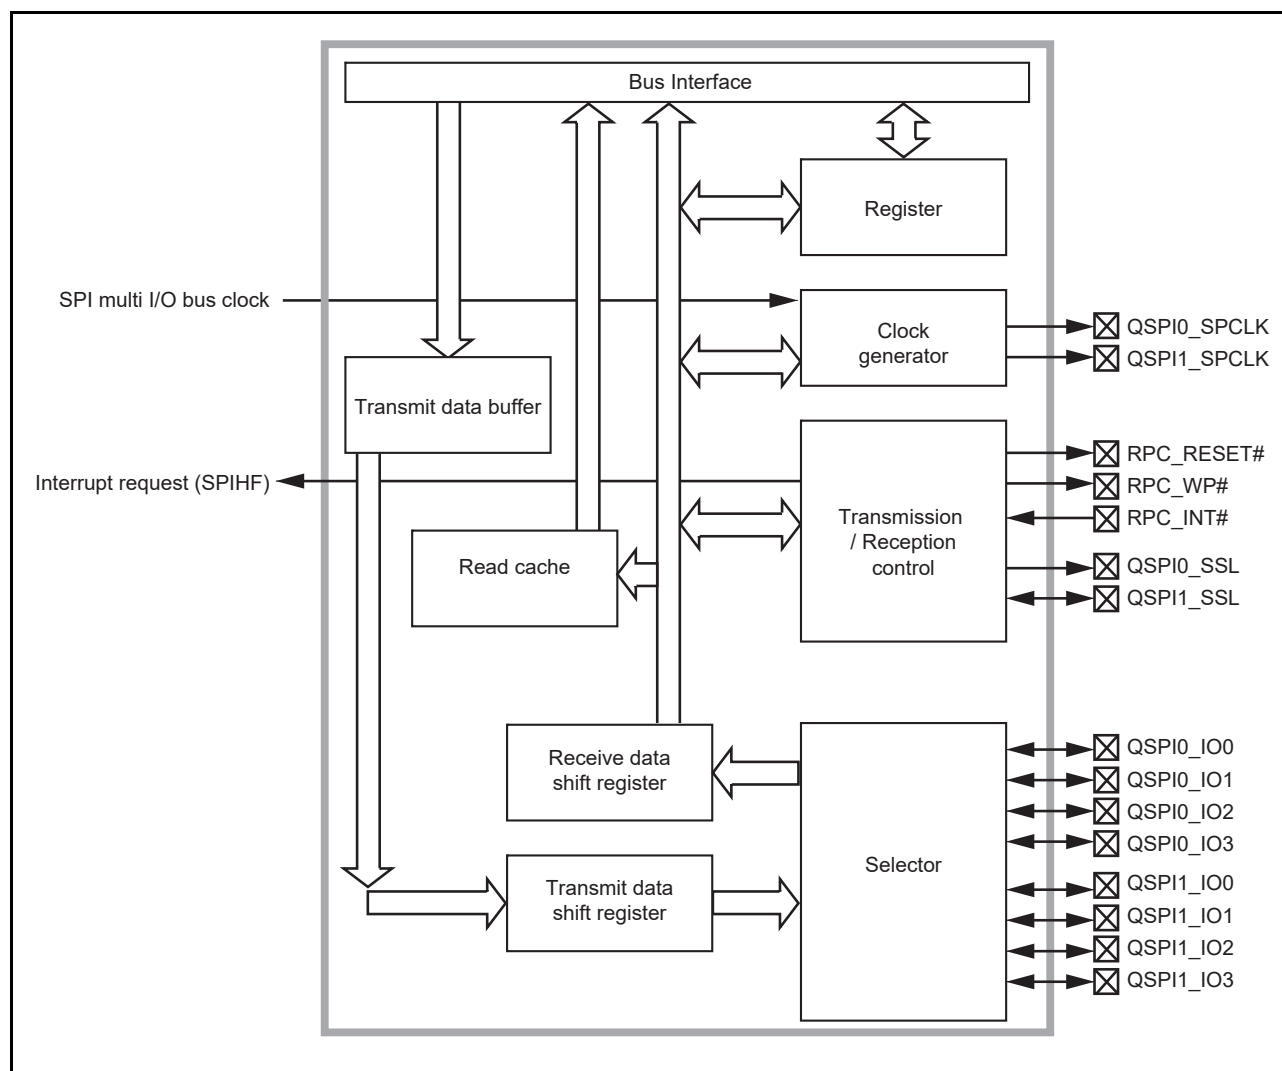 Bus Interface
Register
SPI multi I/O bus clock
Clock
generator
QSPI0_SPCLK
QSPI1_SPCLK
Transmit data buffer
Interrupt request (SPIHF)
Transmission
/ Reception
control
RPC_RESET#
RPC_WP#
RPC_INT#
QSPI0_SSL
QSPI1_SSL
Read cache
Receive data
shift register
Selector
QSPI0_IO0
QSPI0_IO1
QSPI0_IO2
QSPI0_IO3
QSPI1_IO0
QSPI1_IO1
QSPI1_IO2
QSPI1_IO3
Transmit data
shift register